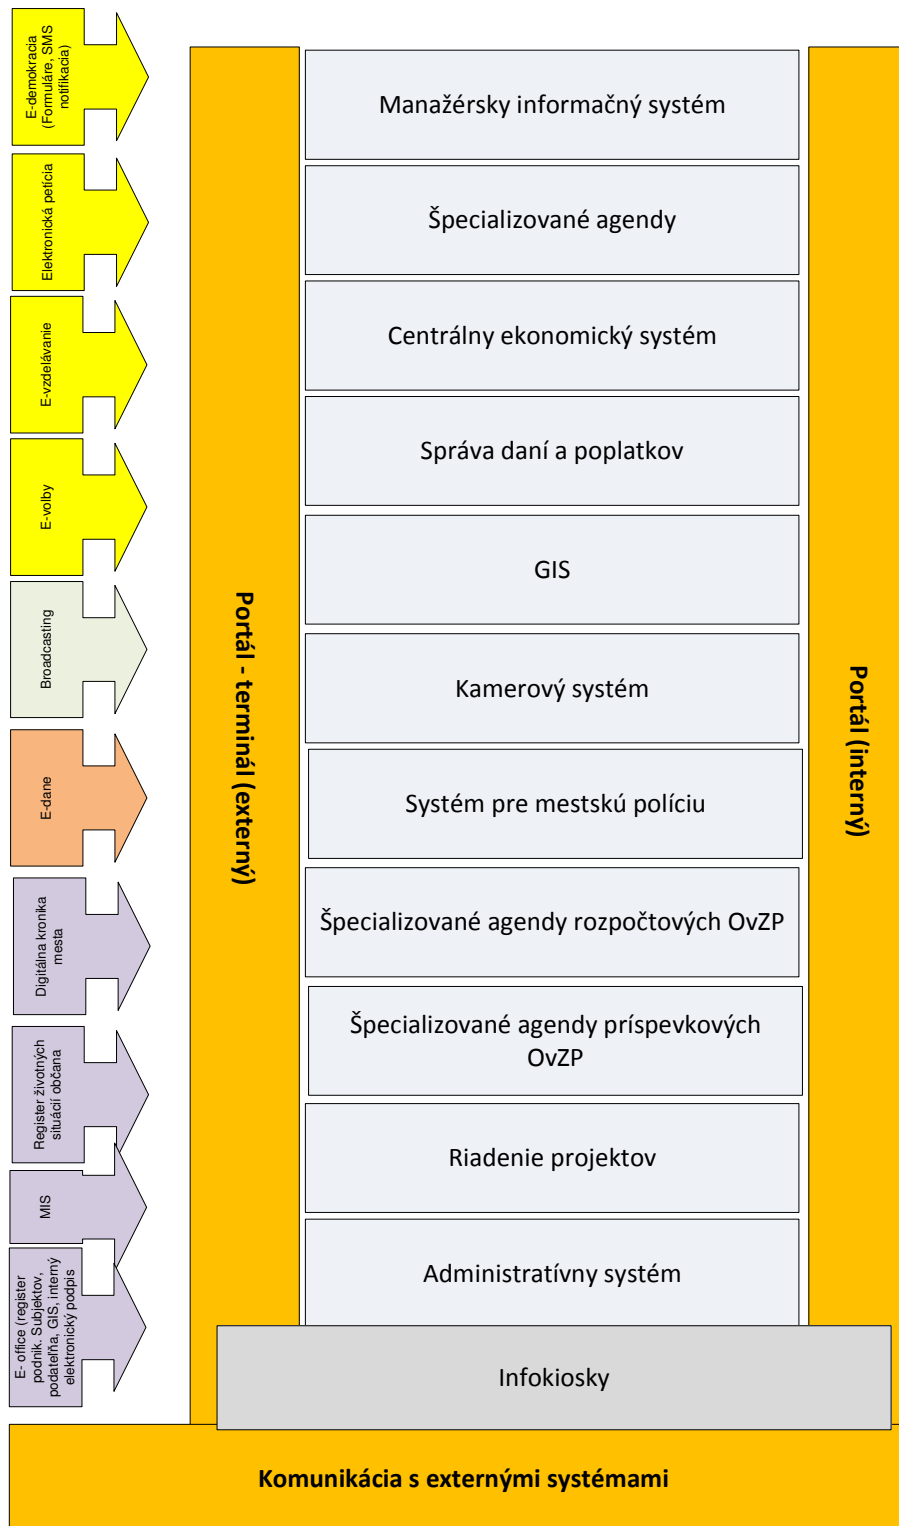 E-demokracia
(Formuláre, SMS
notifikacia)
Elektronická petícia
E-vzdelávanie
E-volby
Broadcasting
E-dane
Digitálna kronika
mesta
Register životných
situácií občana
MIS
E- office (register
podnik. Subjektov,
podateľňa, GIS, interný
elektronický podpis
Portál - terminál (externý)
Manažérsky informačný systém
Špecializované agendy
Centrálny ekonomický systém
Správa daní a poplatkov
GIS
Kamerový systém
Systém pre mestskú políciu
Špecializované agendy rozpočtových OvZP
Špecializované agendy príspevkových
OvZP
Riadenie projektov
Administratívny systém
Portál (interný)
Infokiosky
Komunikácia s externými systémami